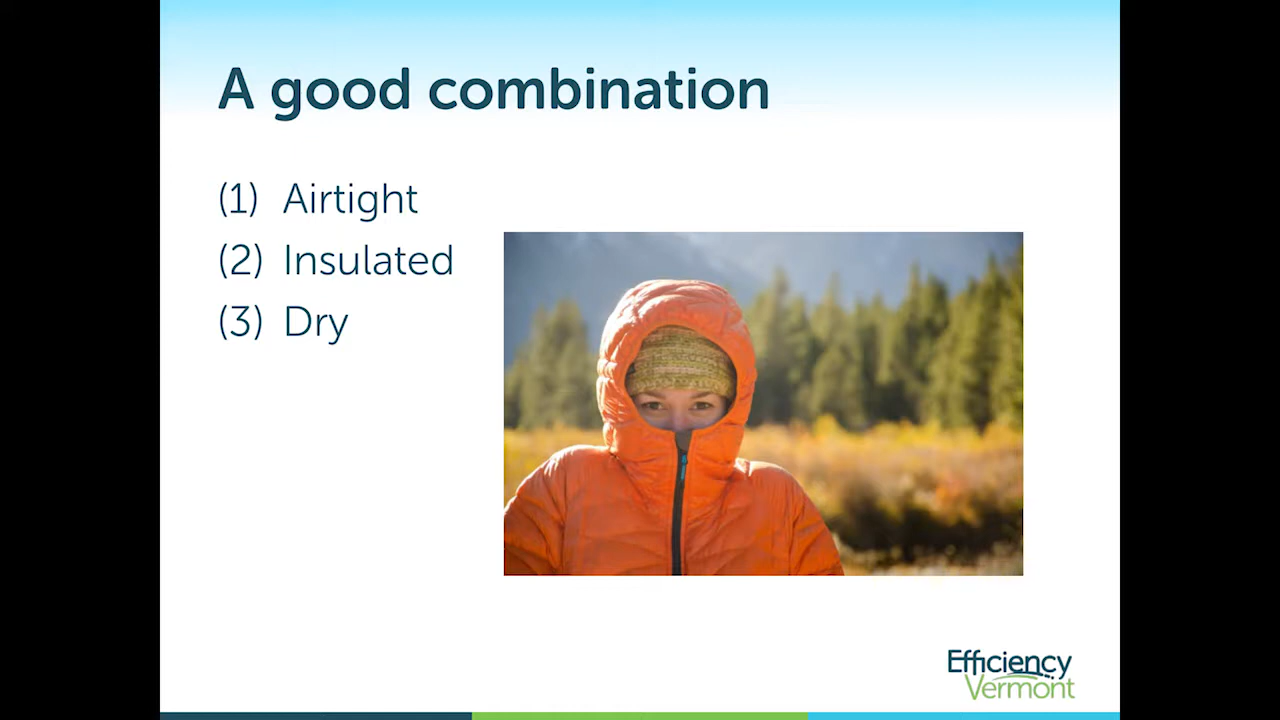 A good combination
(1) Airtight
(2) Insulated
(3) Dry
Efficiency
Vermont